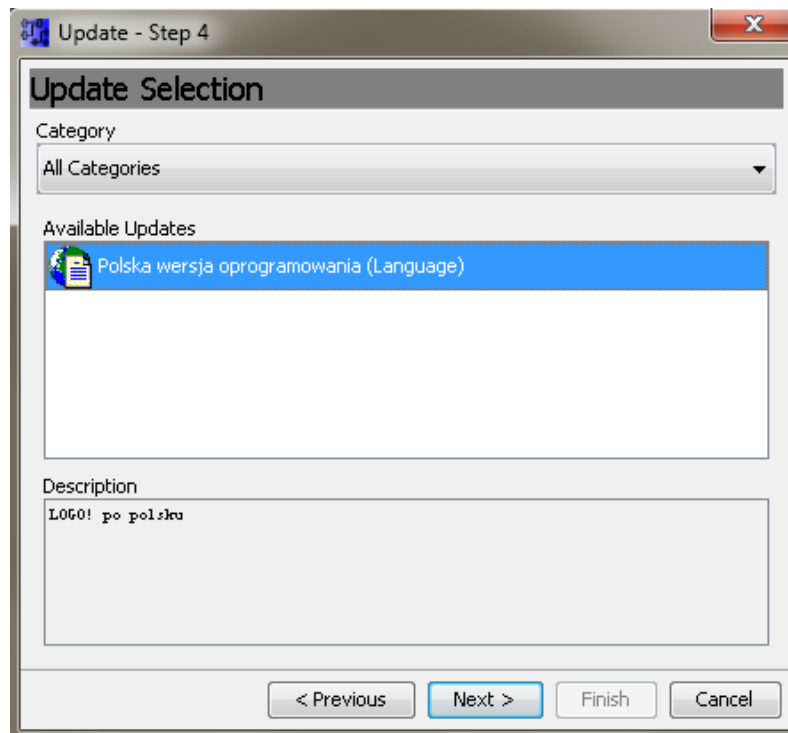 Update - Step 4
Update Selection
Category
All Categories
Available Updates
Polska wersja oprogramowania (Language)
Description
LOGO! po polsku
< Previous Next > Finish Cancel